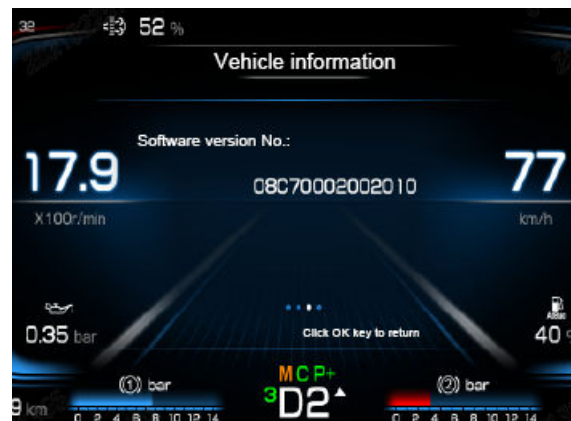 32
52 %
Vehicle information
Software version No.:
17.9
08C70002002010
77
X100r/min
km/h
0.35 bar
Click OK key to return
40
(1) bar
M C P+
(2) bar
9 km
0 2 4 6 8 10 12 14
3D2
0 2 4 6 8 10 12 14